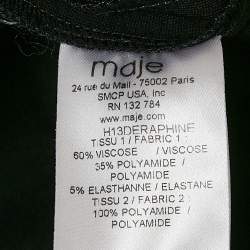 maje
24 rue du Mail - 75002 Paris
SMCP USA, Inc
RN 132 784
www.maje.com
H13DERAPHINE
TISSU 1 / FABRIC 1 :
60% VISCOSE / VISCOSE
35% POLYAMIDE /
POLYAMIDE
5% ELASTHANNE / ELASTANE
TISSU 2 / FABRIC 2 :
100% POLYAMIDE /
POLYAMIDE